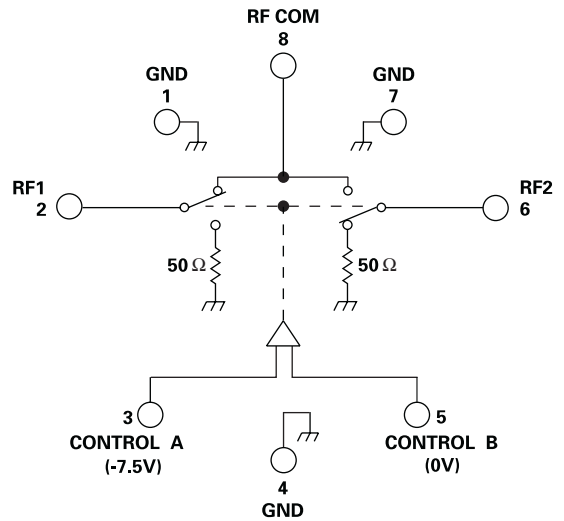 RF COM
8
GND
1
GND
7
RF1
2
RF2
6
50 Ω
50 Ω
3
CONTROL A
(-7.5V)
5
CONTROL B
(0V)
4
GND